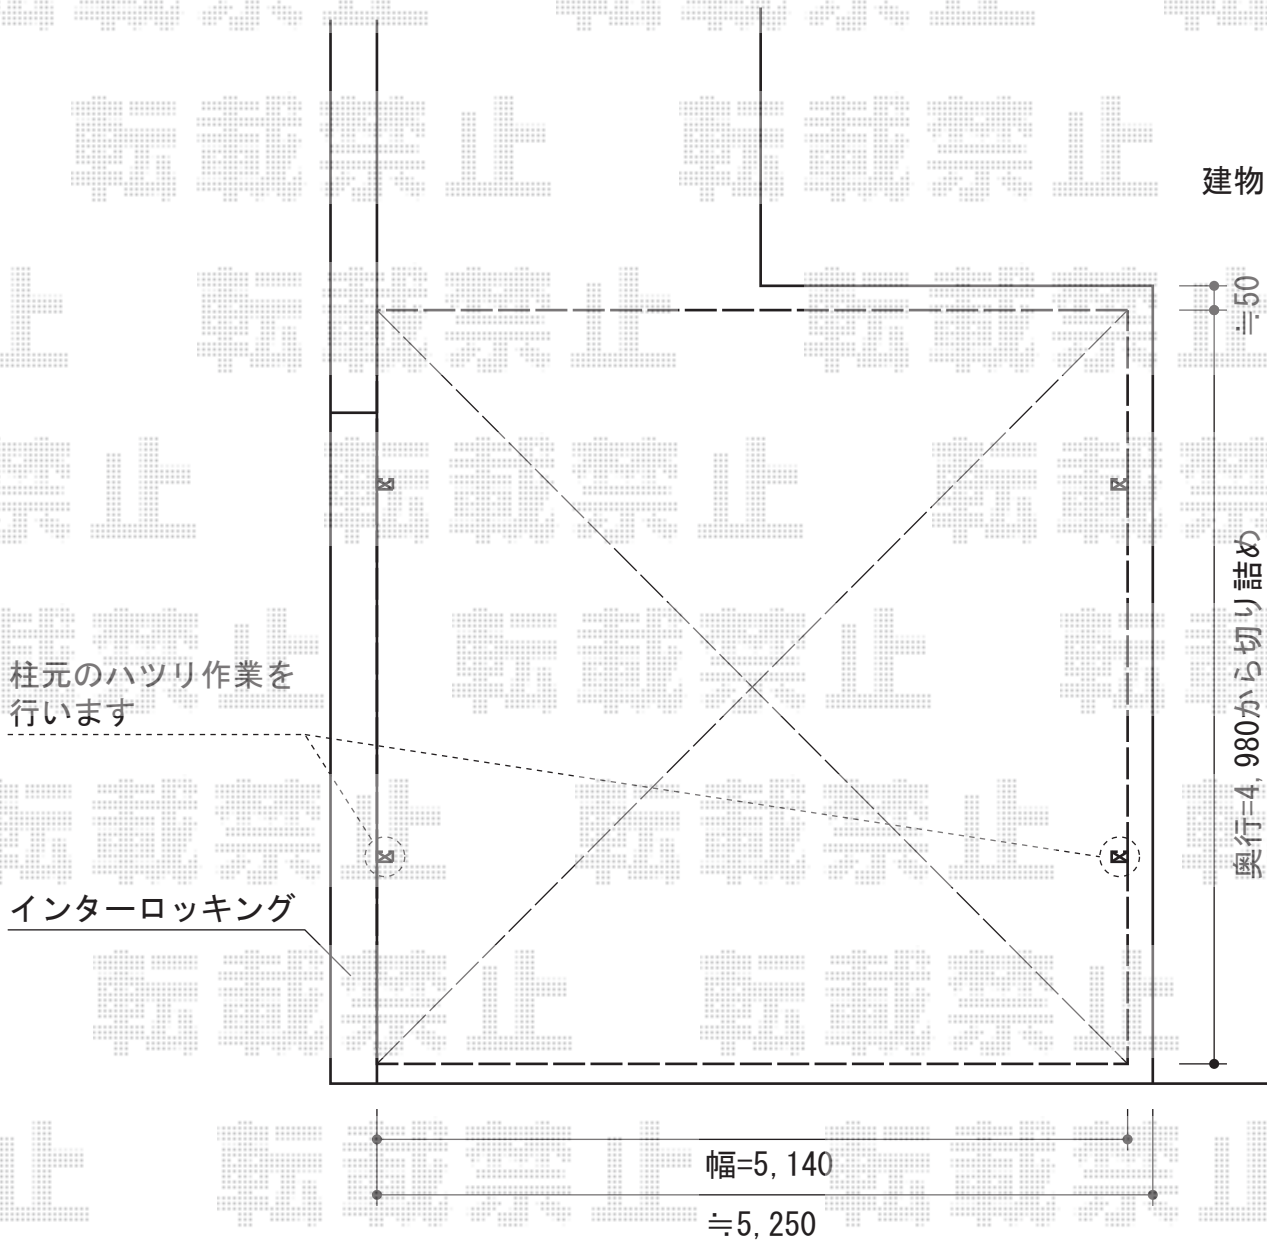 建物
≒50
奥行=4,980から切り詰め
柱元のハツリ作業を
行います
インターロッキング
幅=5,140
≒5,250
転載禁止